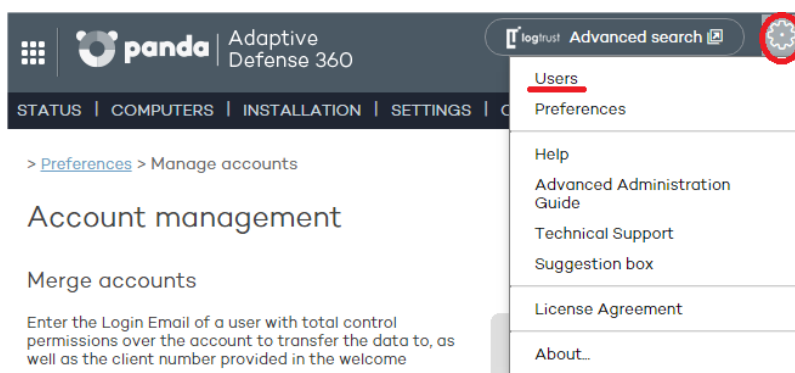 panda
Adaptive
Defense 360
logtrust Advanced search
STATUS | COMPUTERS | INSTALLATION | SETTINGS |
Users
Preferences
Help
Advanced Administration
Guide
Technical Support
Suggestion box
License Agreement
About...
> Preferences > Manage accounts
Account management
Merge accounts
Enter the Login Email of a user with total control
permissions over the account to transfer the data to, as
well as the client number provided in the welcome